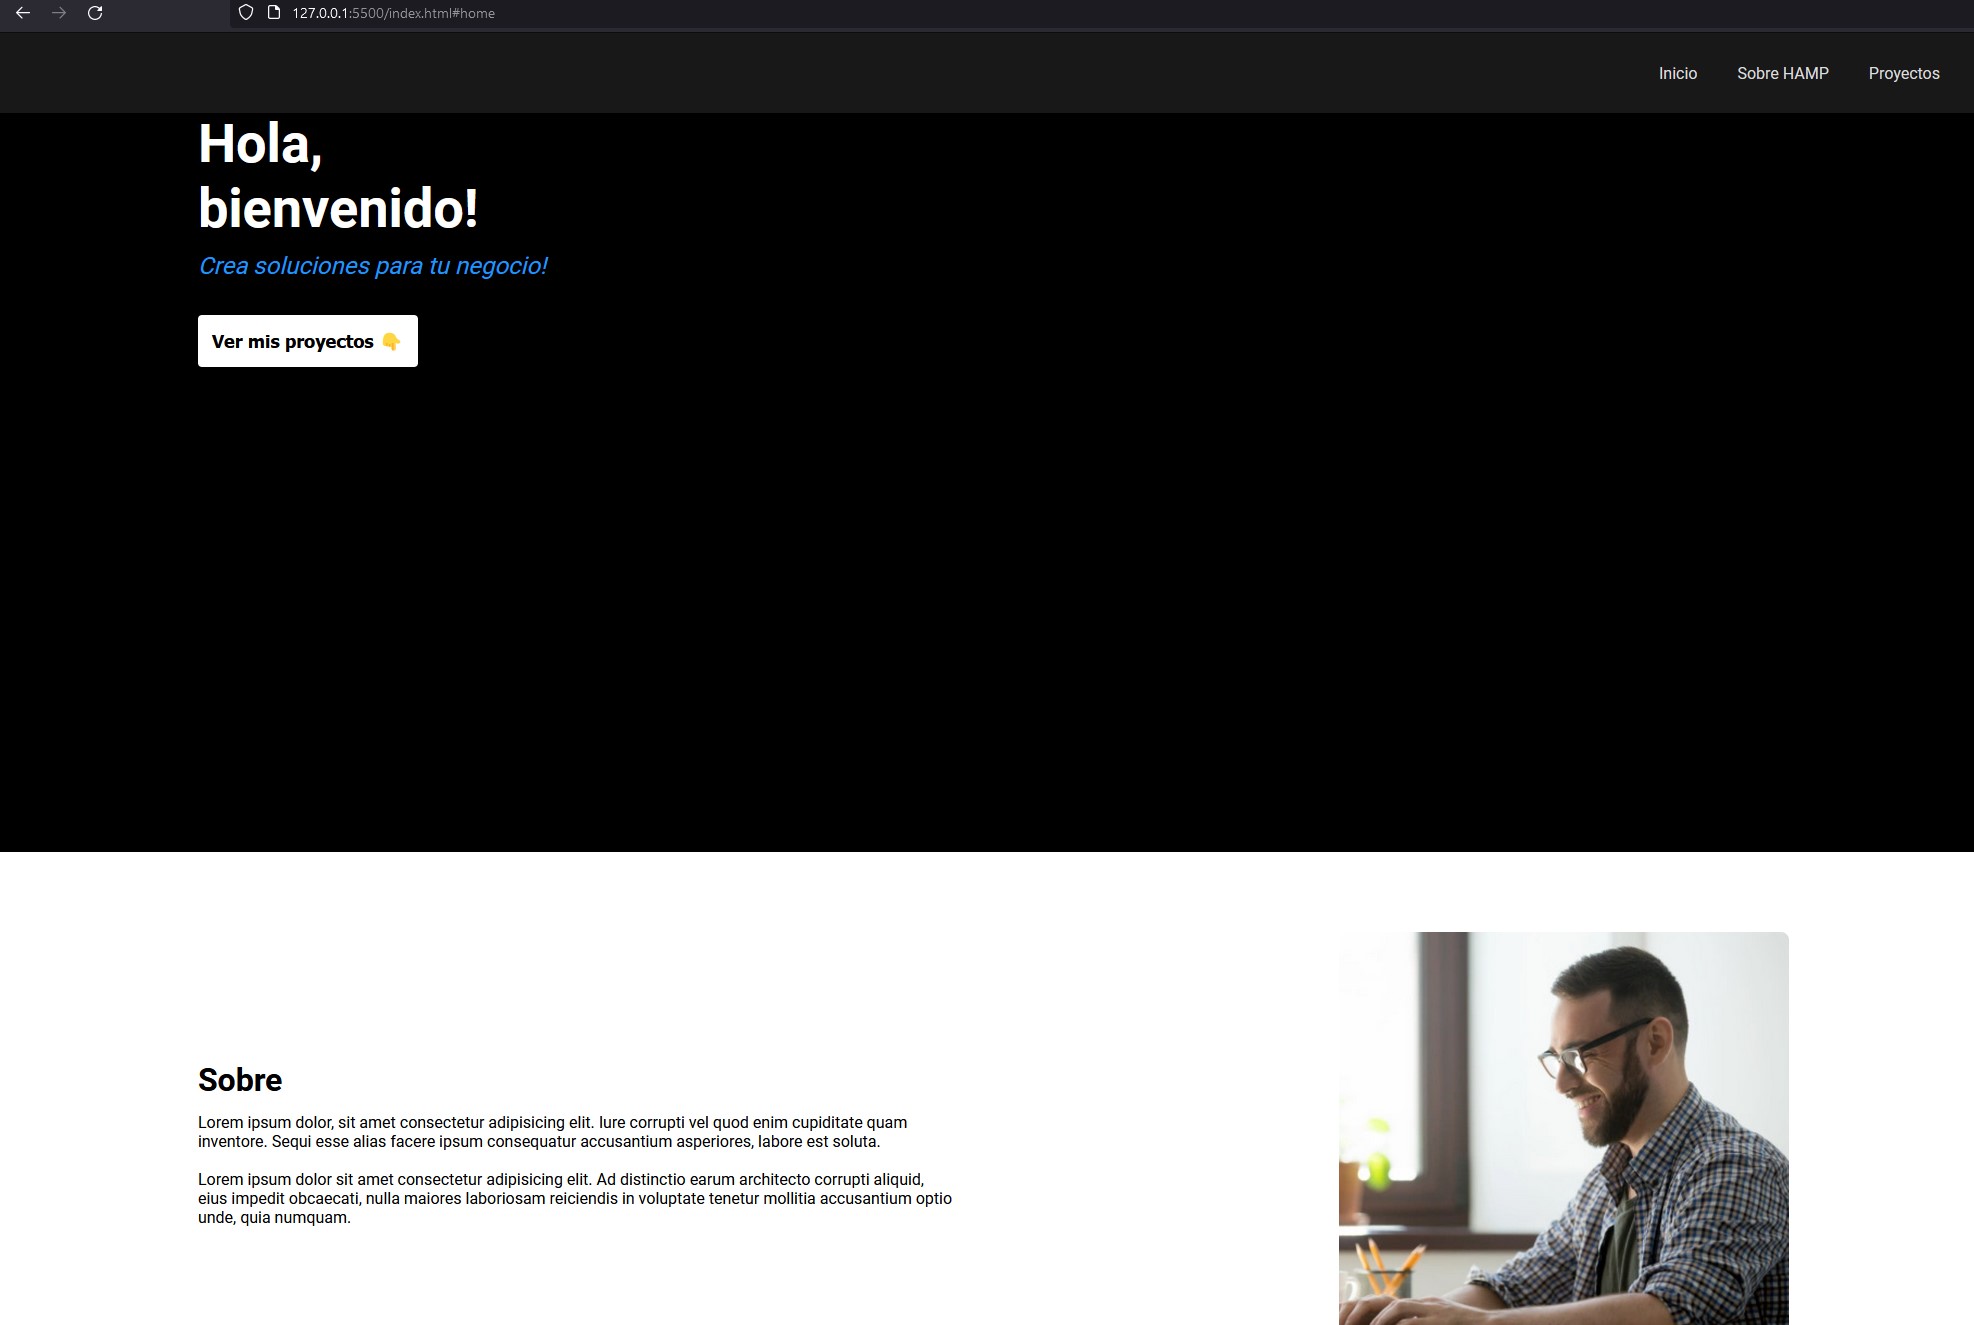 127.0.0.1:5500/index.html#home
Inicio Sobre HAMP Proyectos
Hola,
bienvenido!
Crea soluciones para tu negocio!
Ver mis proyectos 👇
Sobre
Lorem ipsum dolor, sit amet consectetur adipisicing elit. Iure corrupti vel quod enim cupiditate quam
inventore. Sequi esse alias facere ipsum consequatur accusantium asperiores, labore est soluta.
Lorem ipsum dolor sit amet consectetur adipisicing elit. Ad distinctio earum architecto corrupti aliquid,
eius impedit obcaecati, nulla maiores laboriosam reiciendis in voluptate tenetur mollitia accusantium optio
unde, quia numquam.